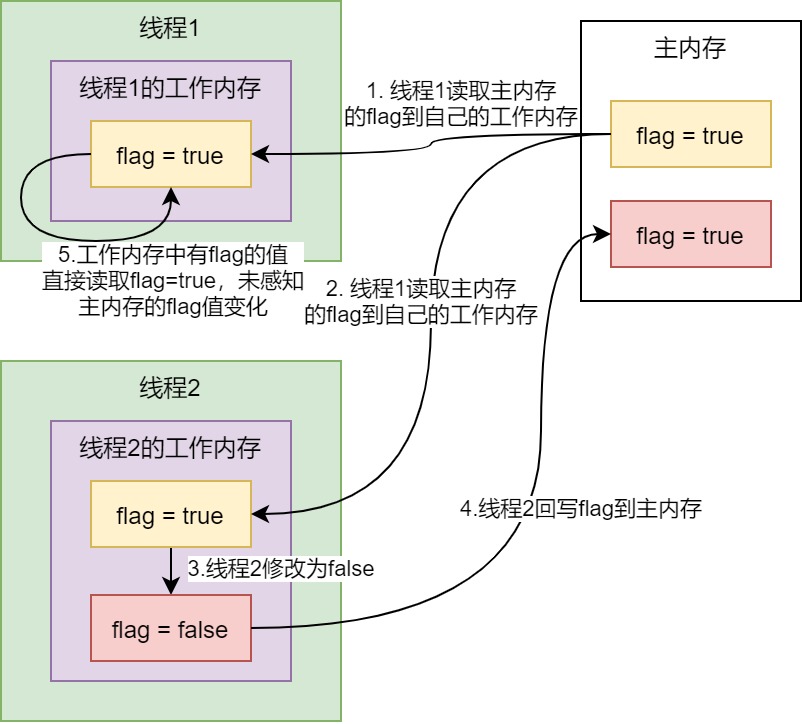 线程1
线程1的工作内存
flag = true
5.工作内存中有flag的值
直接读取flag=true，未感知
主内存的flag值变化
1. 线程1读取主内存
的flag到自己的工作内存
主内存
flag = true
flag = true
2. 线程1读取主内存
的flag到自己的工作内存
线程2
线程2的工作内存
flag = true
3.线程2修改为false
flag = false
4.线程2回写flag到主内存